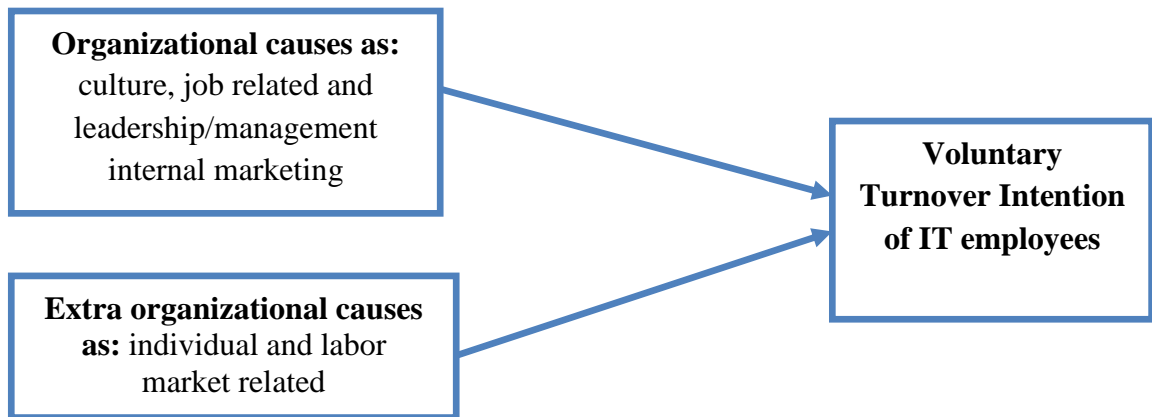 Organizational causes as:
culture, job related and
leadership/management
internal marketing
Voluntary
Turnover Intention
of IT employees
Extra organizational causes
as: individual and labor
market related